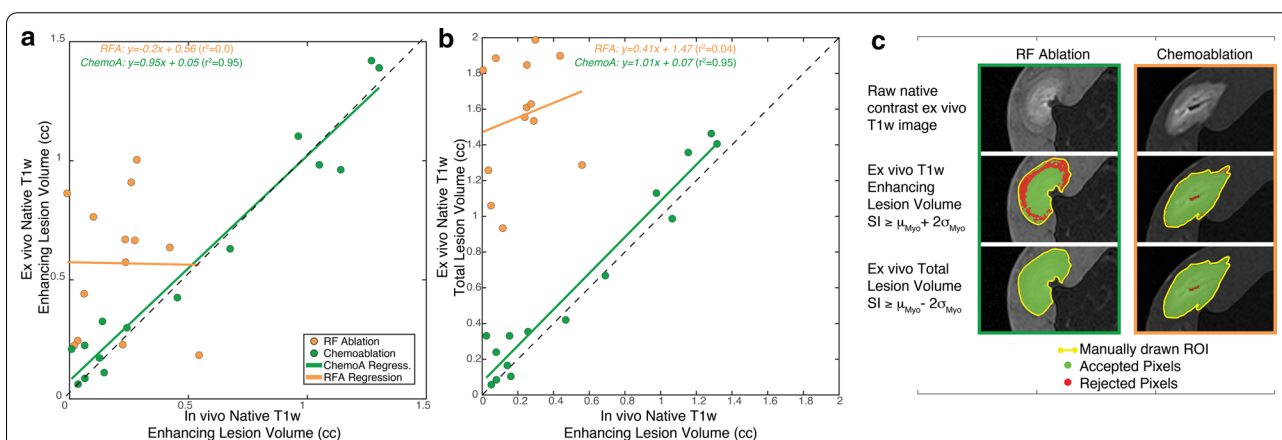 a
RFA: y=-0.2x + 0.56 (r²=0.0)
ChemoA: y=0.95x + 0.05 (r²=0.95)
Ex vivo Native T1w
Enhancing Lesion Volume (cc)
1.5
1
0.5
0
0
0.5
1
1.5
In vivo Native T1w
Enhancing Lesion Volume (cc)
RF Ablation
Chemoablation
ChemoA Regress.
RFA Regression
b
RFA: y=0.41x + 1.47 (r²=0.04)
ChemoA: y=1.01x + 0.07 (r²=0.95)
Ex vivo Native T1w
Total Lesion Volume (cc)
2
1.8
1.6
1.4
1.2
1
0.8
0.6
0.4
0.2
0
0
0.2
0.4
0.6
0.8
1
1.2
1.4
1.6
1.8
2
In vivo Native T1w
Enhancing Lesion Volume (cc)
c
RF Ablation
Chemoablation
Raw native
contrast ex vivo
T1w image
Ex vivo T1w
Enhancing
Lesion Volume
SI ≥ μMyo+ 2σMyo
Ex vivo Total
Lesion Volume
SI ≥ μMyo- 2σMyo
Manually drawn ROI
Accepted Pixels
Rejected Pixels